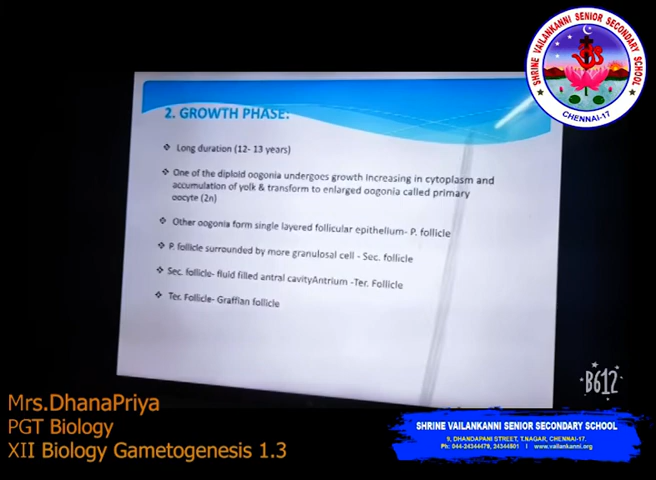 SHRINE VAILANKANNI SENIOR SECONDARY SCHOOL
CHENNAI-17
2. GROWTH PHASE:
❖ Long duration (12- 13 years)
❖ One of the diploid oogonia undergoes growth increasing in cytoplasm and
accumulation of yolk & transform to enlarged oogonia called primary
oocyte (2n)
❖ Other oogonia form single layered follicular epithelium- P. follicle
❖ P. follicle surrounded by more granulosal cell - Sec. follicle
❖ Sec. follicle- fluid filled antral cavityAntrium -Ter. Follicle
❖ Ter. Follicle- Graffian follicle
B612
Mrs.DhanaPriya
PGT Biology
XII Biology Gametogenesis 1.3
SHRINE VAILANKANNI SENIOR SECONDARY SCHOOL
9, DHANDAPANI STREET, T.NAGAR, CHENNAI-17.
Ph: 044-24344479, 24344801 | www.vailankanni.org